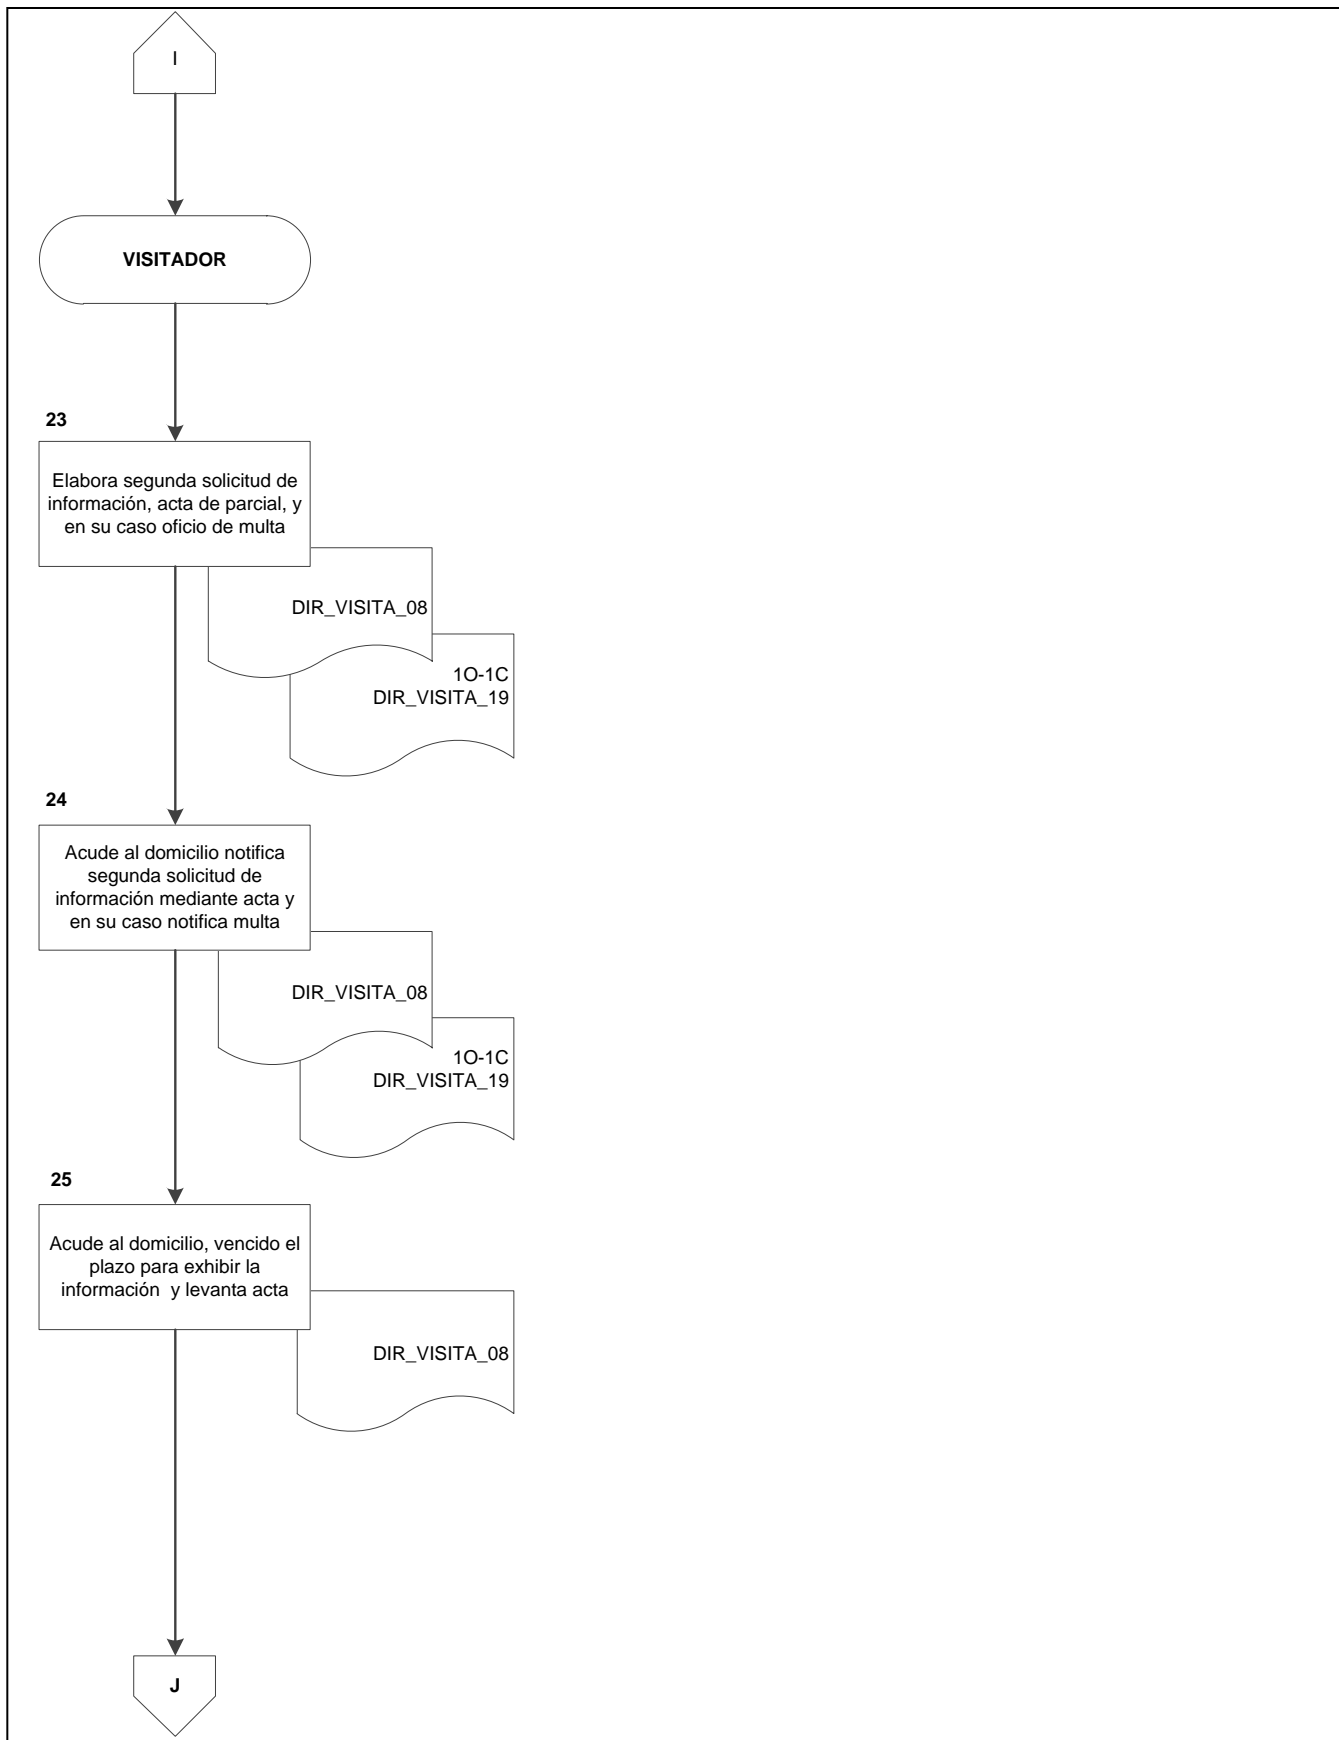 I
VISITADOR
23
Elabora segunda solicitud de
información, acta de parcial, y
en su caso oficio de multa
DIR_VISITA_08
1O-1C
DIR_VISITA_19
24
Acude al domicilio notifica
segunda solicitud de
información mediante acta y
en su caso notifica multa
DIR_VISITA_08
1O-1C
DIR_VISITA_19
25
Acude al domicilio, vencido el
plazo para exhibir la
información  y levanta acta
DIR_VISITA_08
J